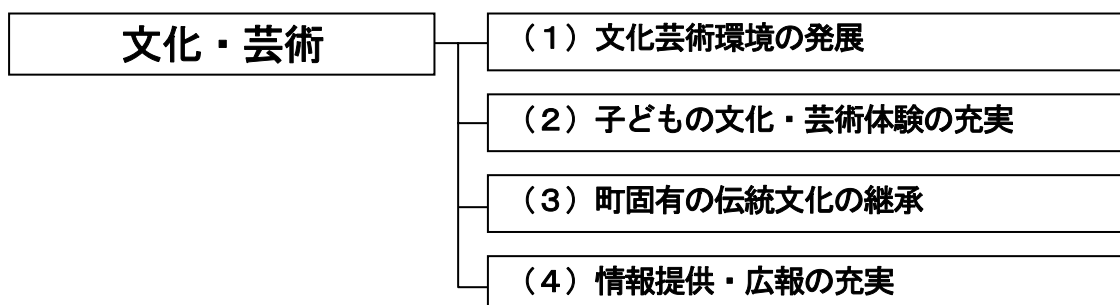 文化・芸術
（１）文化芸術環境の発展
（２）子どもの文化・芸術体験の充実
（３）町固有の伝統文化の継承
（４）情報提供・広報の充実